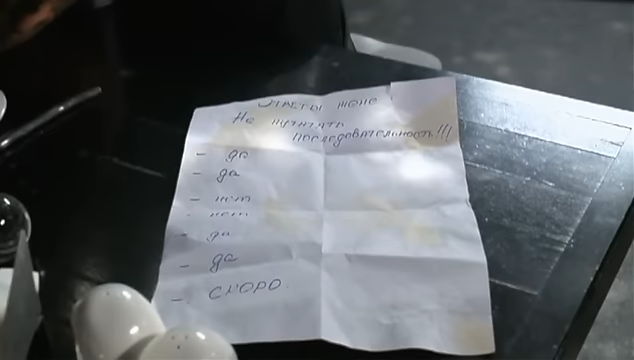 Ответы жене!
Не путать
последовательность!!!
- да
- да
- нет
- нет
- да
- да
- СКОРО.